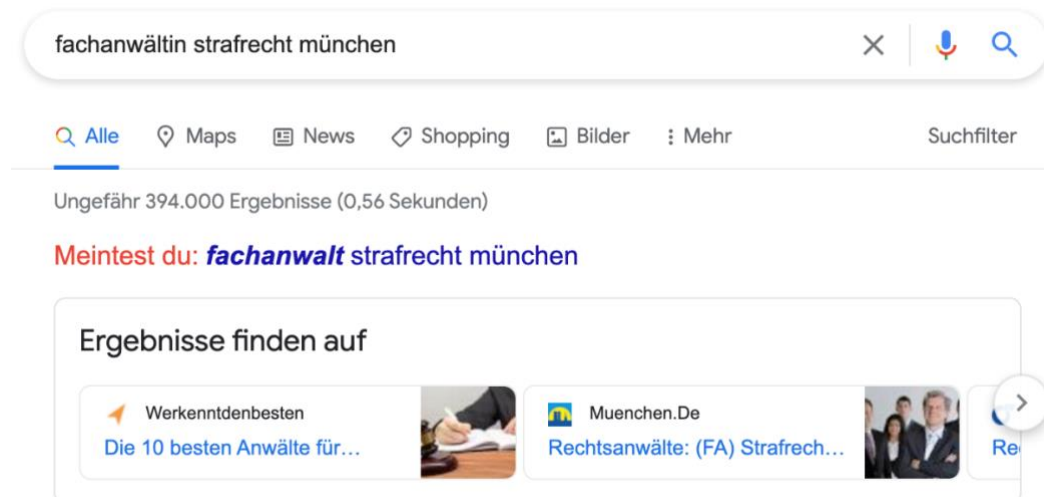 fachanwältin strafrecht münchen
Alle Maps News Shopping Bilder Mehr Suchfilter
Ungefähr 394.000 Ergebnisse (0,56 Sekunden)
Meintest du: fachanwalt strafrecht münchen
Ergebnisse finden auf
Werkenntdenbesten
Die 10 besten Anwälte für...
Muenchen.De
Rechtsanwälte: (FA) Strafrech...
Re